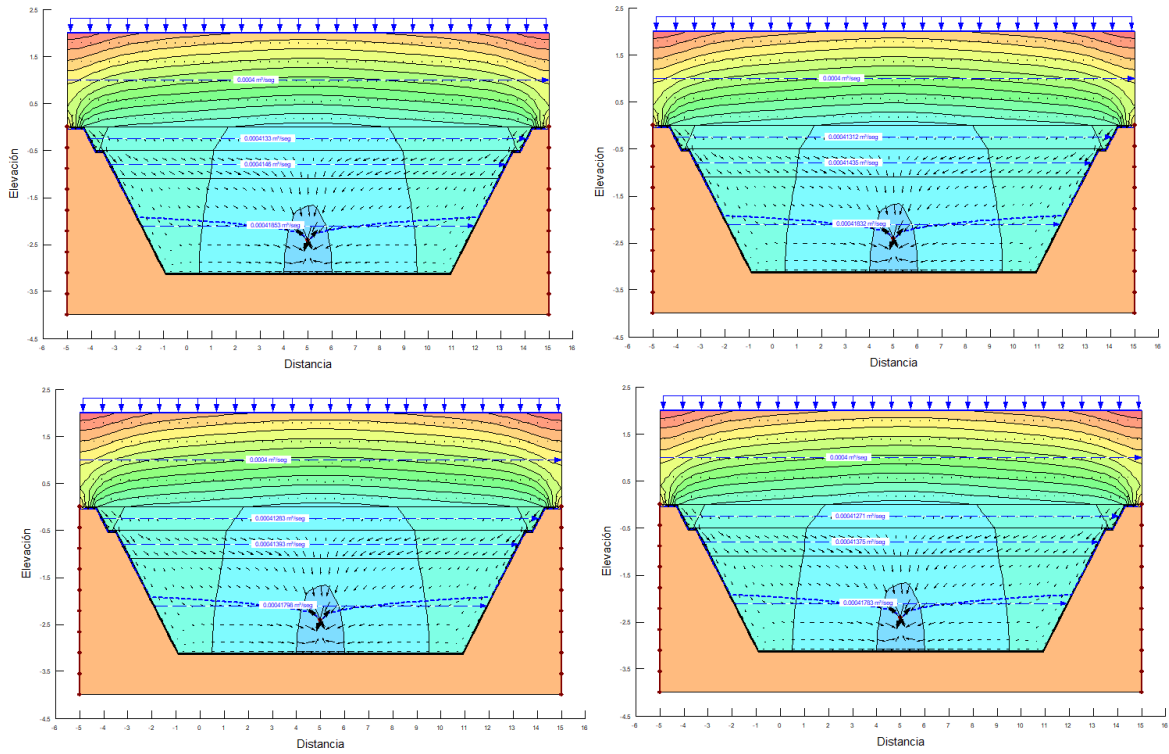 2.5
1.5
0.5
-0.5
-1.5
-2.5
-3.5
-4.5
Elevación
0.0004 m³/seg
0.0004133 m³/seg
0.0004146 m³/seg
0.00041853 m³/seg
-6 -5 -4 -3 -2 -1 0 1 2 3 4 5 6 7 8 9 10 11 12 13 14 15 16
Distancia
2.5
1.5
0.5
-0.5
-1.5
-2.5
-3.5
-4.5
Elevación
0.0004 m³/seg
0.00041312 m³/seg
0.00041435 m³/seg
0.00041832 m³/seg
-6 -5 -4 -3 -2 -1 0 1 2 3 4 5 6 7 8 9 10 11 12 13 14 15 16
Distancia
2.5
1.5
0.5
-0.5
-1.5
-2.5
-3.5
-4.5
Elevación
0.0004 m³/seg
0.00041283 m³/seg
0.00041393 m³/seg
0.00041796 m³/seg
-6 -5 -4 -3 -2 -1 0 1 2 3 4 5 6 7 8 9 10 11 12 13 14 15 16
Distancia
2.5
1.5
0.5
-0.5
-1.5
-2.5
-3.5
-4.5
Elevación
0.0004 m³/seg
0.00041271 m³/seg
0.00041375 m³/seg
0.00041783 m³/seg
-6 -5 -4 -3 -2 -1 0 1 2 3 4 5 6 7 8 9 10 11 12 13 14 15 16
Distancia